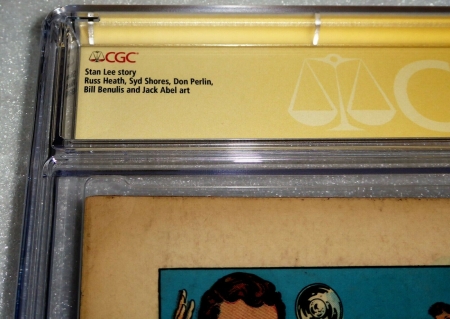 CGC
Stan Lee story
Russ Heath, Syd Shores, Don Perlin,
Bill Benulis and Jack Abel art
C